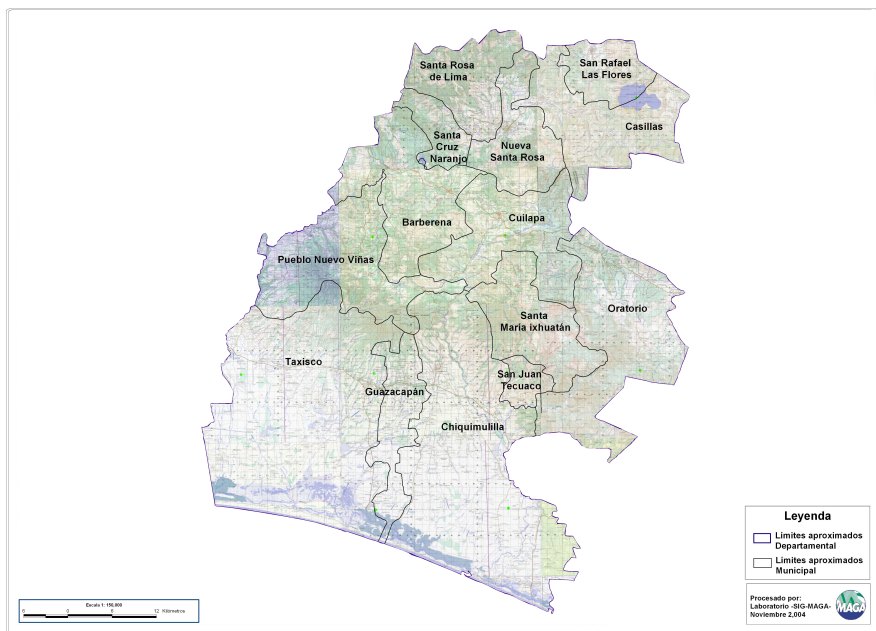 Santa Rosa
de Lima
San Rafael
Las Flores
Casillas
Santa
Cruz
Naranjo
Nueva
Santa Rosa
Barberena
Cuilapa
Pueblo Nuevo Viñas
Oratorio
Santa
María ixhuatán
Taxisco
San Juan
Tecuaco
Guazacapán
Chiquimulilla
Leyenda
Limites aproximados
Departamental
Limites aproximados
Municipal
Procesado por:
Laboratorio -SIG-MAGA-
Noviembre 2,004
MAGA
Escala 1: 150,000
6 0 6 12 Kilómetros